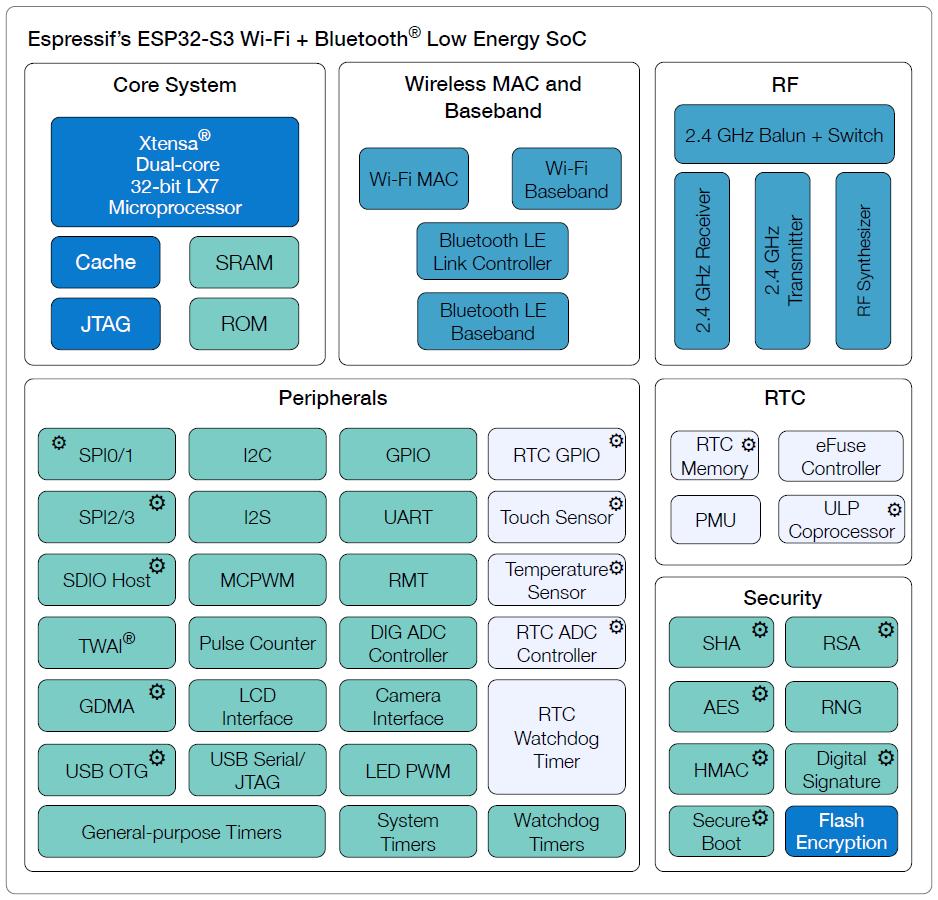 Espressif's ESP32-S3 Wi-Fi + Bluetooth® Low Energy SoC
Core System
Xtensa®
Dual-core
32-bit LX7
Microprocessor
Cache
SRAM
JTAG
ROM
Wireless MAC and
Baseband
Wi-Fi MAC
Wi-Fi
Baseband
Bluetooth LE
Link Controller
Bluetooth LE
Baseband
RF
2.4 GHz Balun + Switch
2.4 GHz Receiver
2.4 GHz
Transmitter
RF Synthesizer
Peripherals
SPI0/1
I2C
GPIO
RTC GPIO
SPI2/3
I2S
UART
Touch Sensor
SDIO Host
MCPWM
RMT
Temperature
Sensor
TWAI®
Pulse Counter
DIG ADC
Controller
RTC ADC
Controller
GDMA
LCD
Interface
Camera
Interface
RTC
Watchdog
Timer
USB OTG
USB Serial/
JTAG
LED PWM
General-purpose Timers
System
Timers
Watchdog
Timers
RTC
RTC
Memory
eFuse
Controller
PMU
ULP
Coprocessor
Security
SHA
RSA
AES
RNG
HMAC
Digital
Signature
Secure
Boot
Flash
Encryption